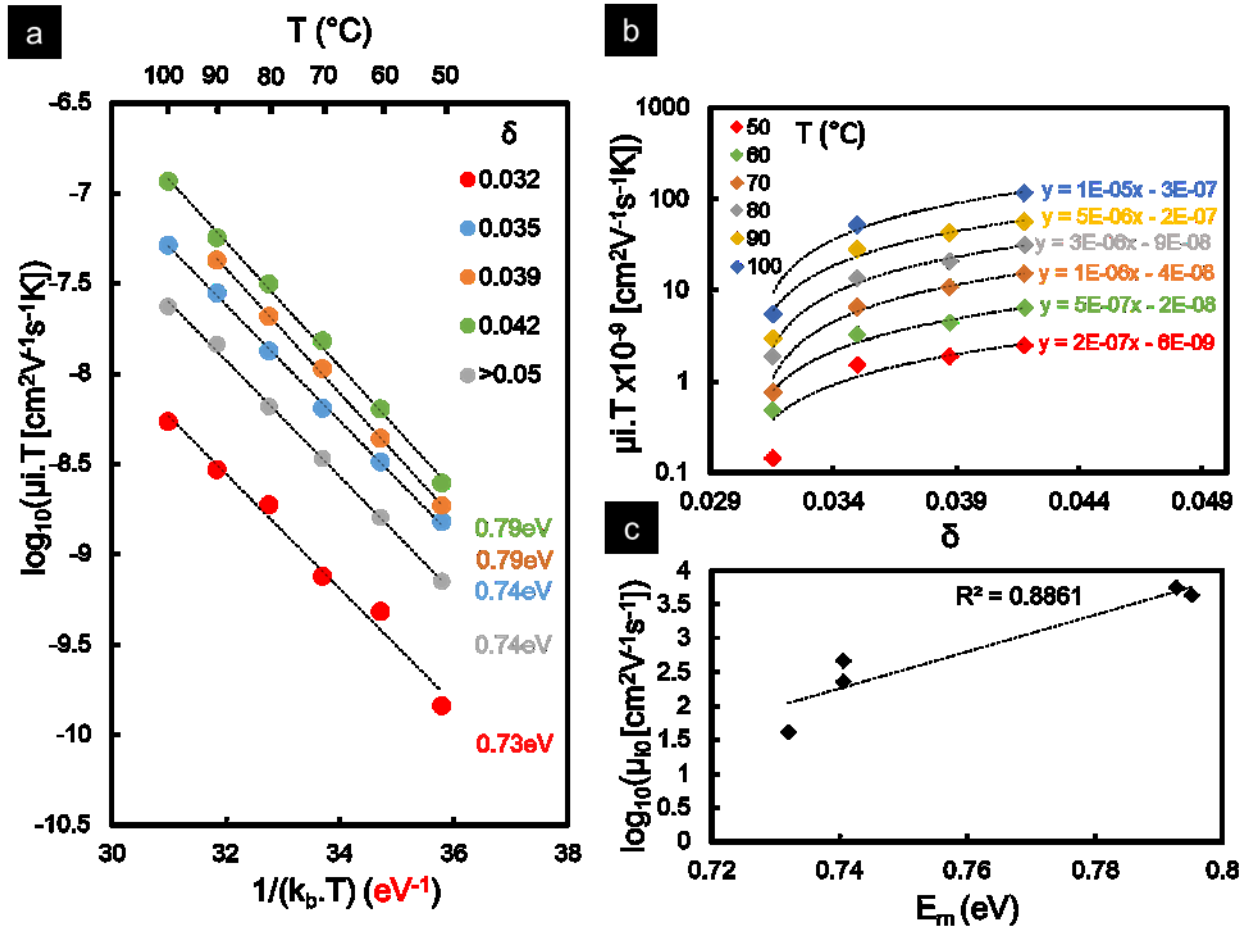 a
T (°C)
100 90 80 70 60 50
-6.5
-7
-7.5
-8
-8.5
-9
-9.5
-10
-10.5
log₁₀(μi.T [cm²V⁻¹s⁻¹K])
δ
0.032
0.035
0.039
0.042
>0.05
0.79eV
0.79eV
0.74eV
0.74eV
0.73eV
30 32 34 36 38
1/(k_b.T) (eV⁻¹)
b
1000
100
10
1
0.1
μi.T x10⁻⁹ [cm²V⁻¹s⁻¹K])
T (°C)
50
60
70
80
90
100
y = 1E-05x - 3E-07
y = 5E-06x - 2E-07
y = 3E-06x - 9E-08
y = 1E-06x - 4E-08
y = 5E-07x - 2E-08
y = 2E-07x - 6E-09
0.029 0.034 0.039 0.044 0.049
δ
c
4
3.5
3
2.5
2
1.5
1
0.5
0
log₁₀(μ_i0 [cm²V⁻¹s⁻¹])
R² = 0.8861
0.72 0.74 0.76 0.78 0.8
E_m (eV)